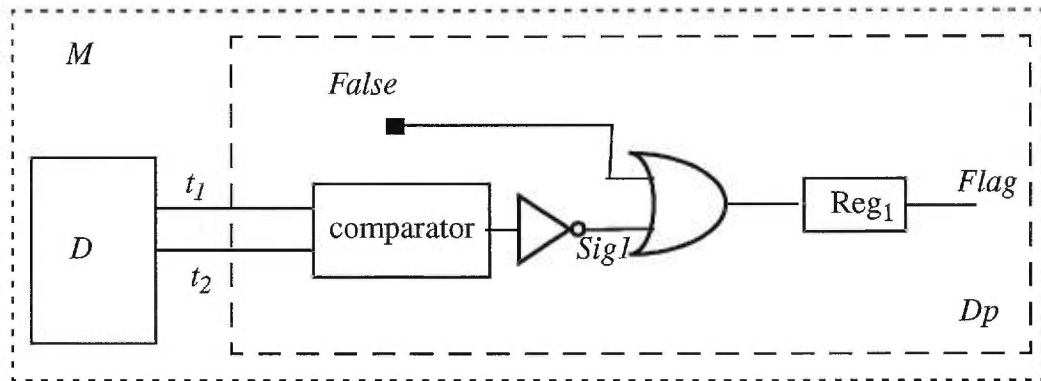 M
False
t1
t2
D
comparator
Sig1
Reg1
Flag
Dp